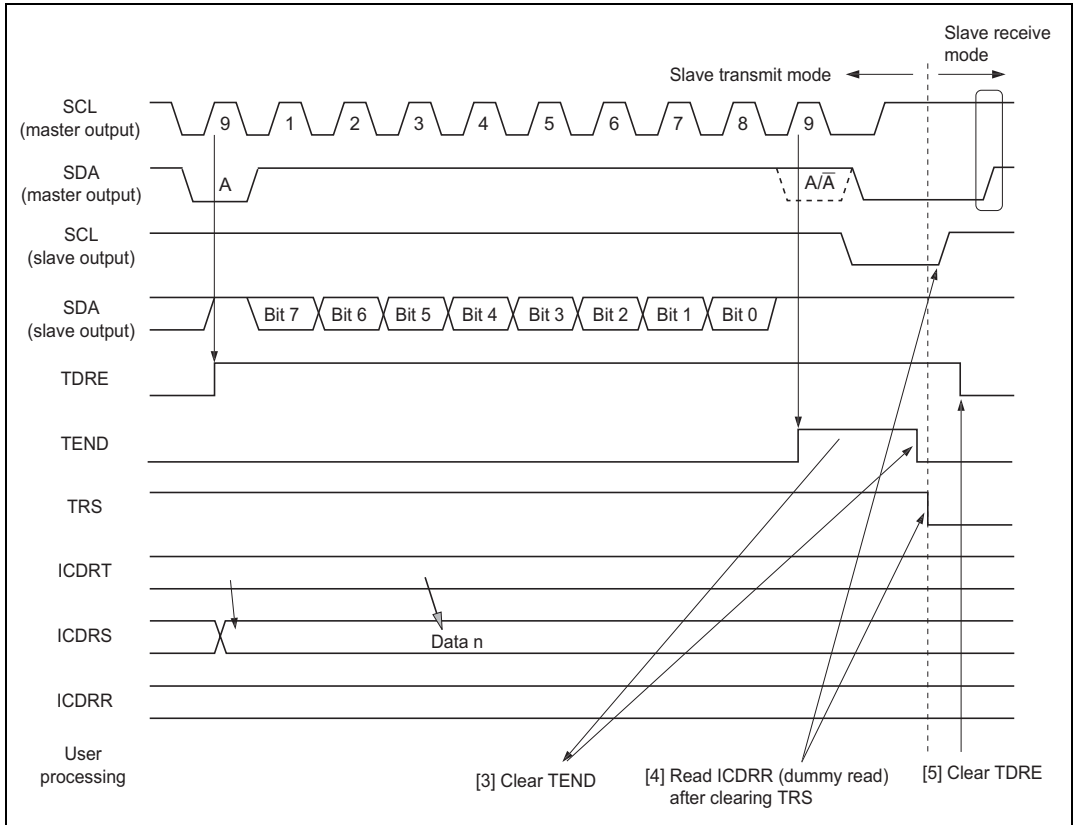 Slave receive
mode
Slave transmit mode
SCL
(master output)
9 1 2 3 4 5 6 7 8 9
SDA
(master output)
A A/A̅
SCL
(slave output)
SDA
(slave output)
Bit 7 Bit 6 Bit 5 Bit 4 Bit 3 Bit 2 Bit 1 Bit 0
TDRE
TEND
TRS
ICDRT
ICDRS
Data n
ICDRR
User
processing
[3] Clear TEND
[4] Read ICDRR (dummy read)
after clearing TRS
[5] Clear TDRE